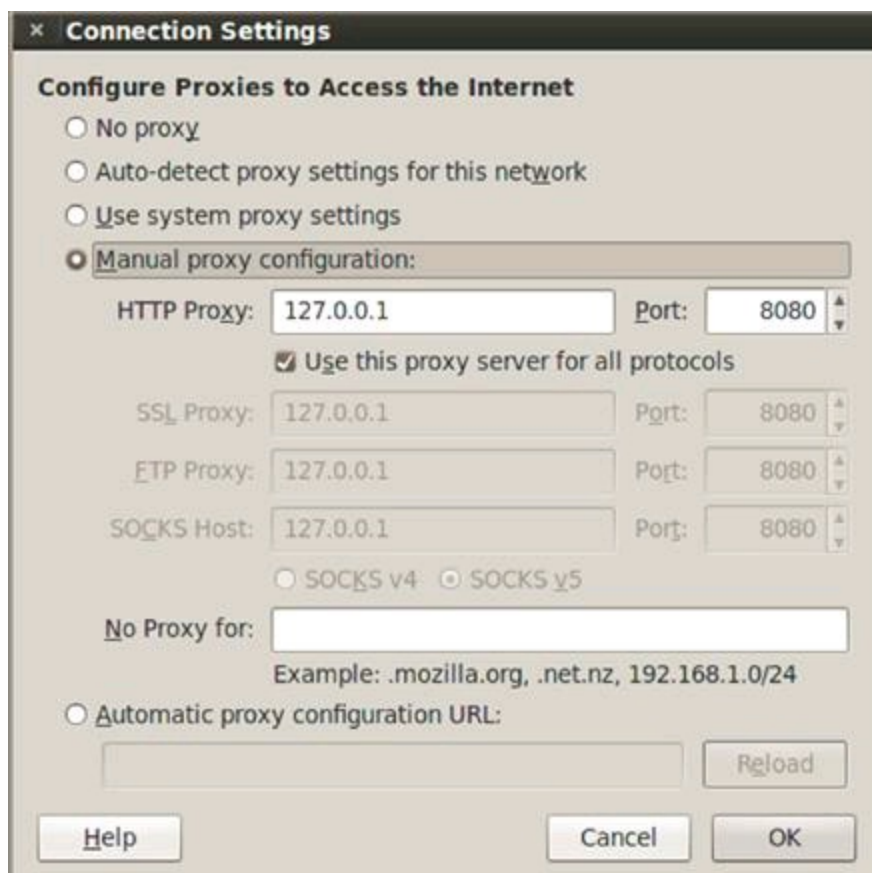 × Connection Settings
Configure Proxies to Access the Internet
No proxy
Auto-detect proxy settings for this network
Use system proxy settings
Manual proxy configuration:
HTTP Proxy: 127.0.0.1 Port: 8080
Use this proxy server for all protocols
SSL Proxy: 127.0.0.1 Port: 8080
FTP Proxy: 127.0.0.1 Port: 8080
SOCKS Host: 127.0.0.1 Port: 8080
SOCKS v4 SOCKS v5
No Proxy for:
Example: .mozilla.org, .net.nz, 192.168.1.0/24
Automatic proxy configuration URL:
Reload
Help Cancel OK